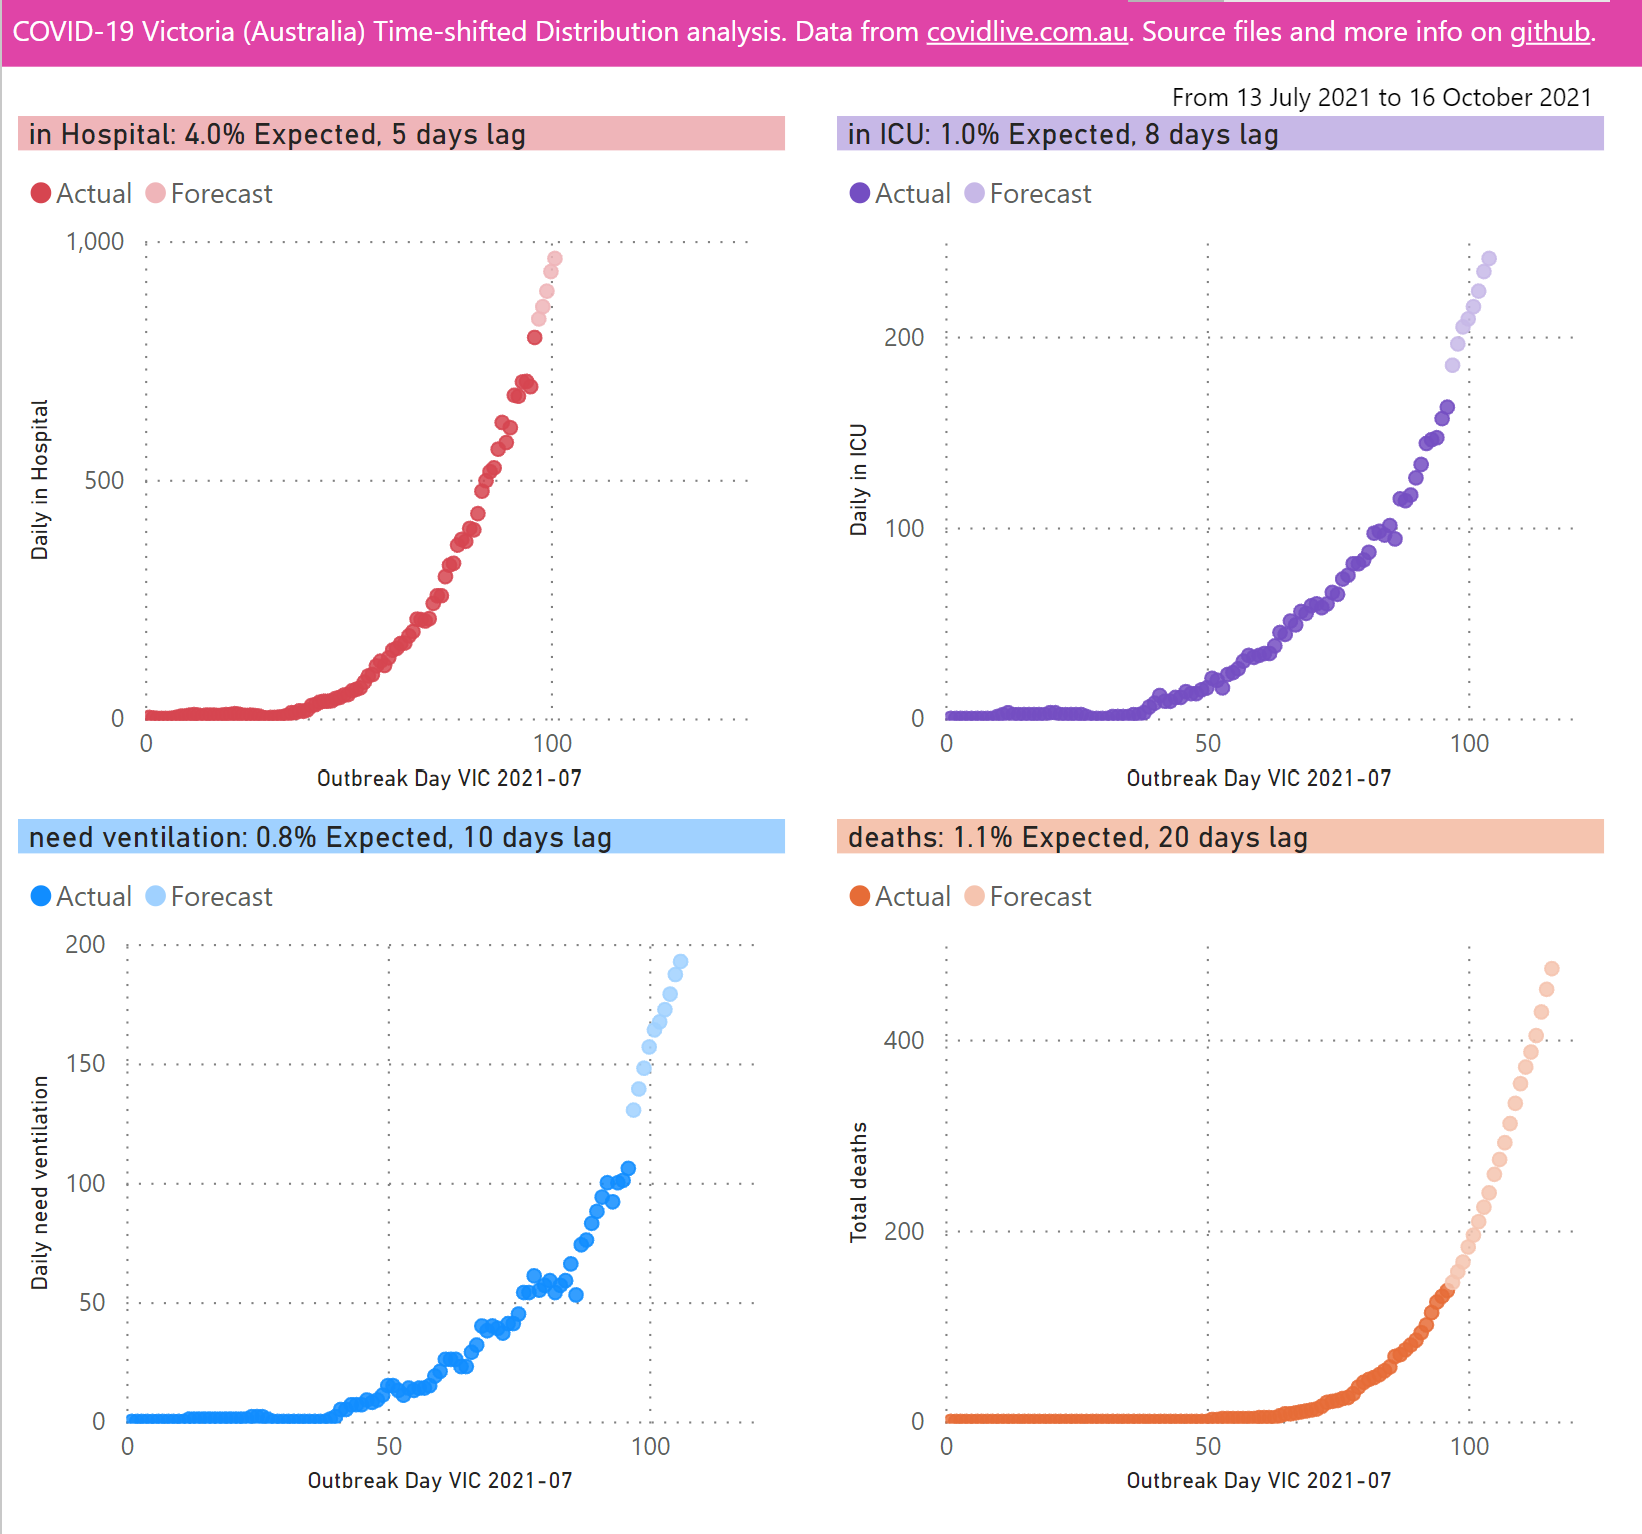 COVID-19 Victoria (Australia) Time-shifted Distribution analysis. Data from covidlive.com.au. Source files and more info on github.
From 13 July 2021 to 16 October 2021
in Hospital: 4.0% Expected, 5 days lag
Actual Forecast
1,000
500
0
0 100
Daily in Hospital
Outbreak Day VIC 2021-07
in ICU: 1.0% Expected, 8 days lag
Actual Forecast
200
100
0
0 50 100
Daily in ICU
Outbreak Day VIC 2021-07
need ventilation: 0.8% Expected, 10 days lag
Actual Forecast
200
150
100
50
0
0 50 100
Daily need ventilation
Outbreak Day VIC 2021-07
deaths: 1.1% Expected, 20 days lag
Actual Forecast
400
200
0
0 50 100
Total deaths
Outbreak Day VIC 2021-07